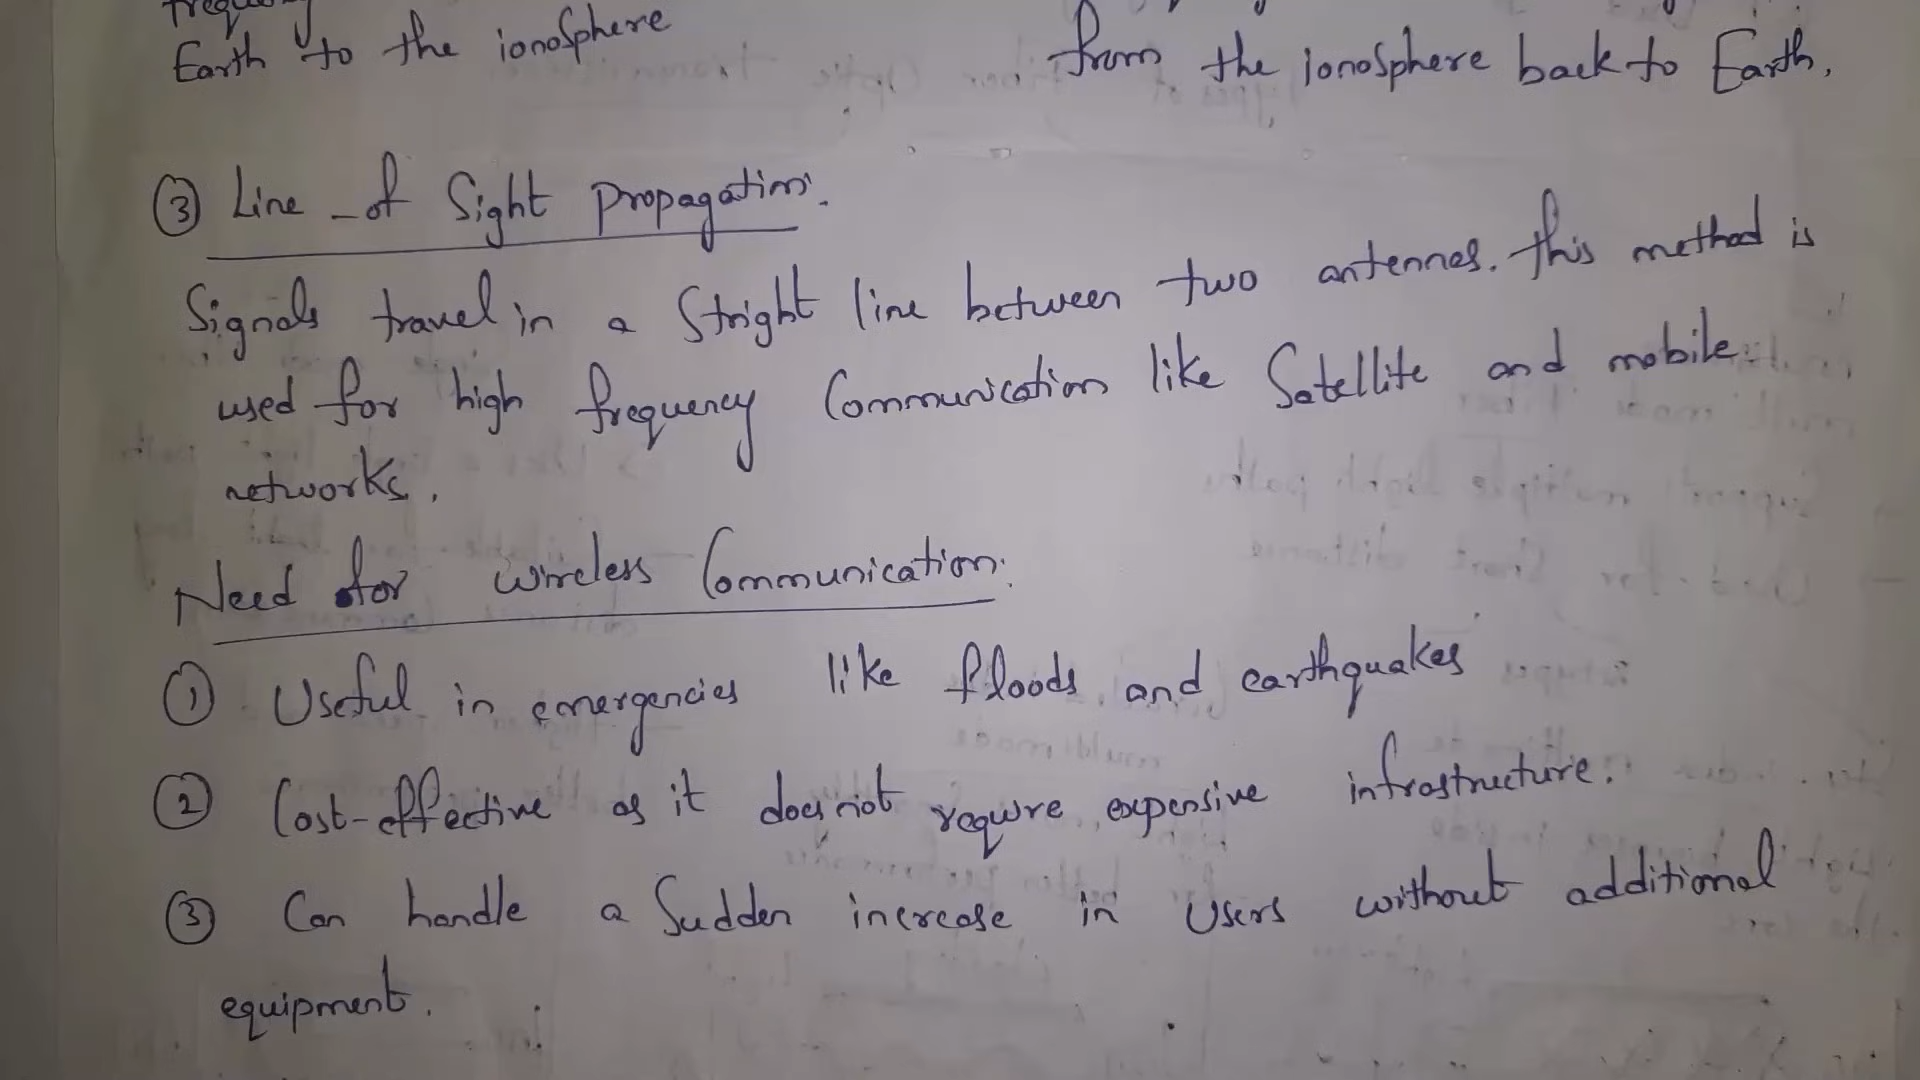 Earth to the ionosphere
from the ionosphere back to Earth.
③ Line-of Sight Propagation.
Signals travel in a Stright line between two antennas. this method is
used for high frequency Communication like Satellite and mobile
networks.
Need for wireless Communication.
① Useful in emergencies like floods and earthquakes
② Cost-effective as it does not requre expensive infrastructure.
③ Can handle a Sudden increase in Users without additional
equipment.